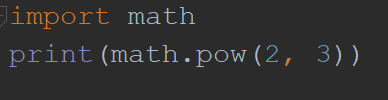 import math
print(math.pow(2, 3))